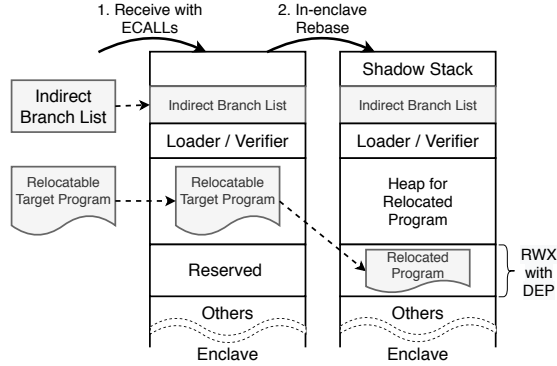 1. Receive with
ECALLs
2. In-enclave
Rebase
Indirect
Branch List
Relocatable
Target Program
Indirect Branch List
Loader / Verifier
Relocatable
Target Program
Reserved
Others
Enclave
Shadow Stack
Indirect Branch List
Loader / Verifier
Heap for
Relocated
Program
Relocated
Program
Others
Enclave
RWX
with
DEP